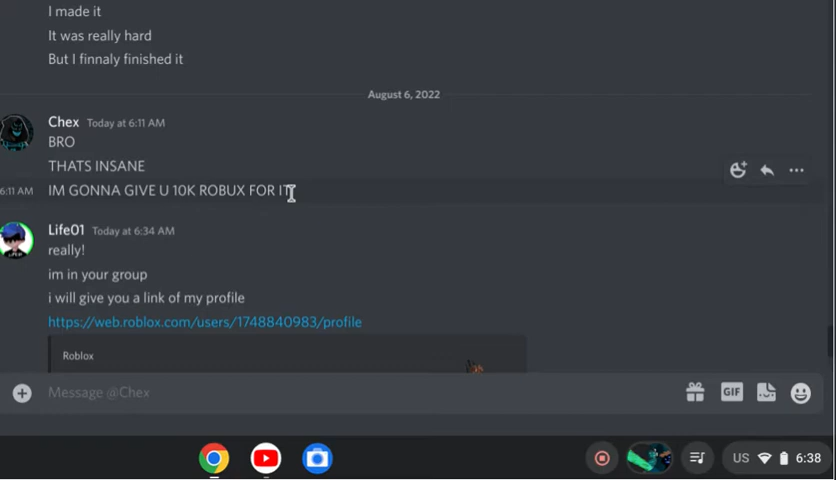 I made it
It was really hard
But I finnaly finished it
August 6, 2022
Chex Today at 6:11 AM
BRO
THATS INSANE
6:11 AM IM GONNA GIVE U 10K ROBUX FOR IT
Life01 Today at 6:34 AM
really!
im in your group
i will give you a link of my profile
https://web.roblox.com/users/1748840983/profile
Roblox
Message @Chex
GIF
US 6:38